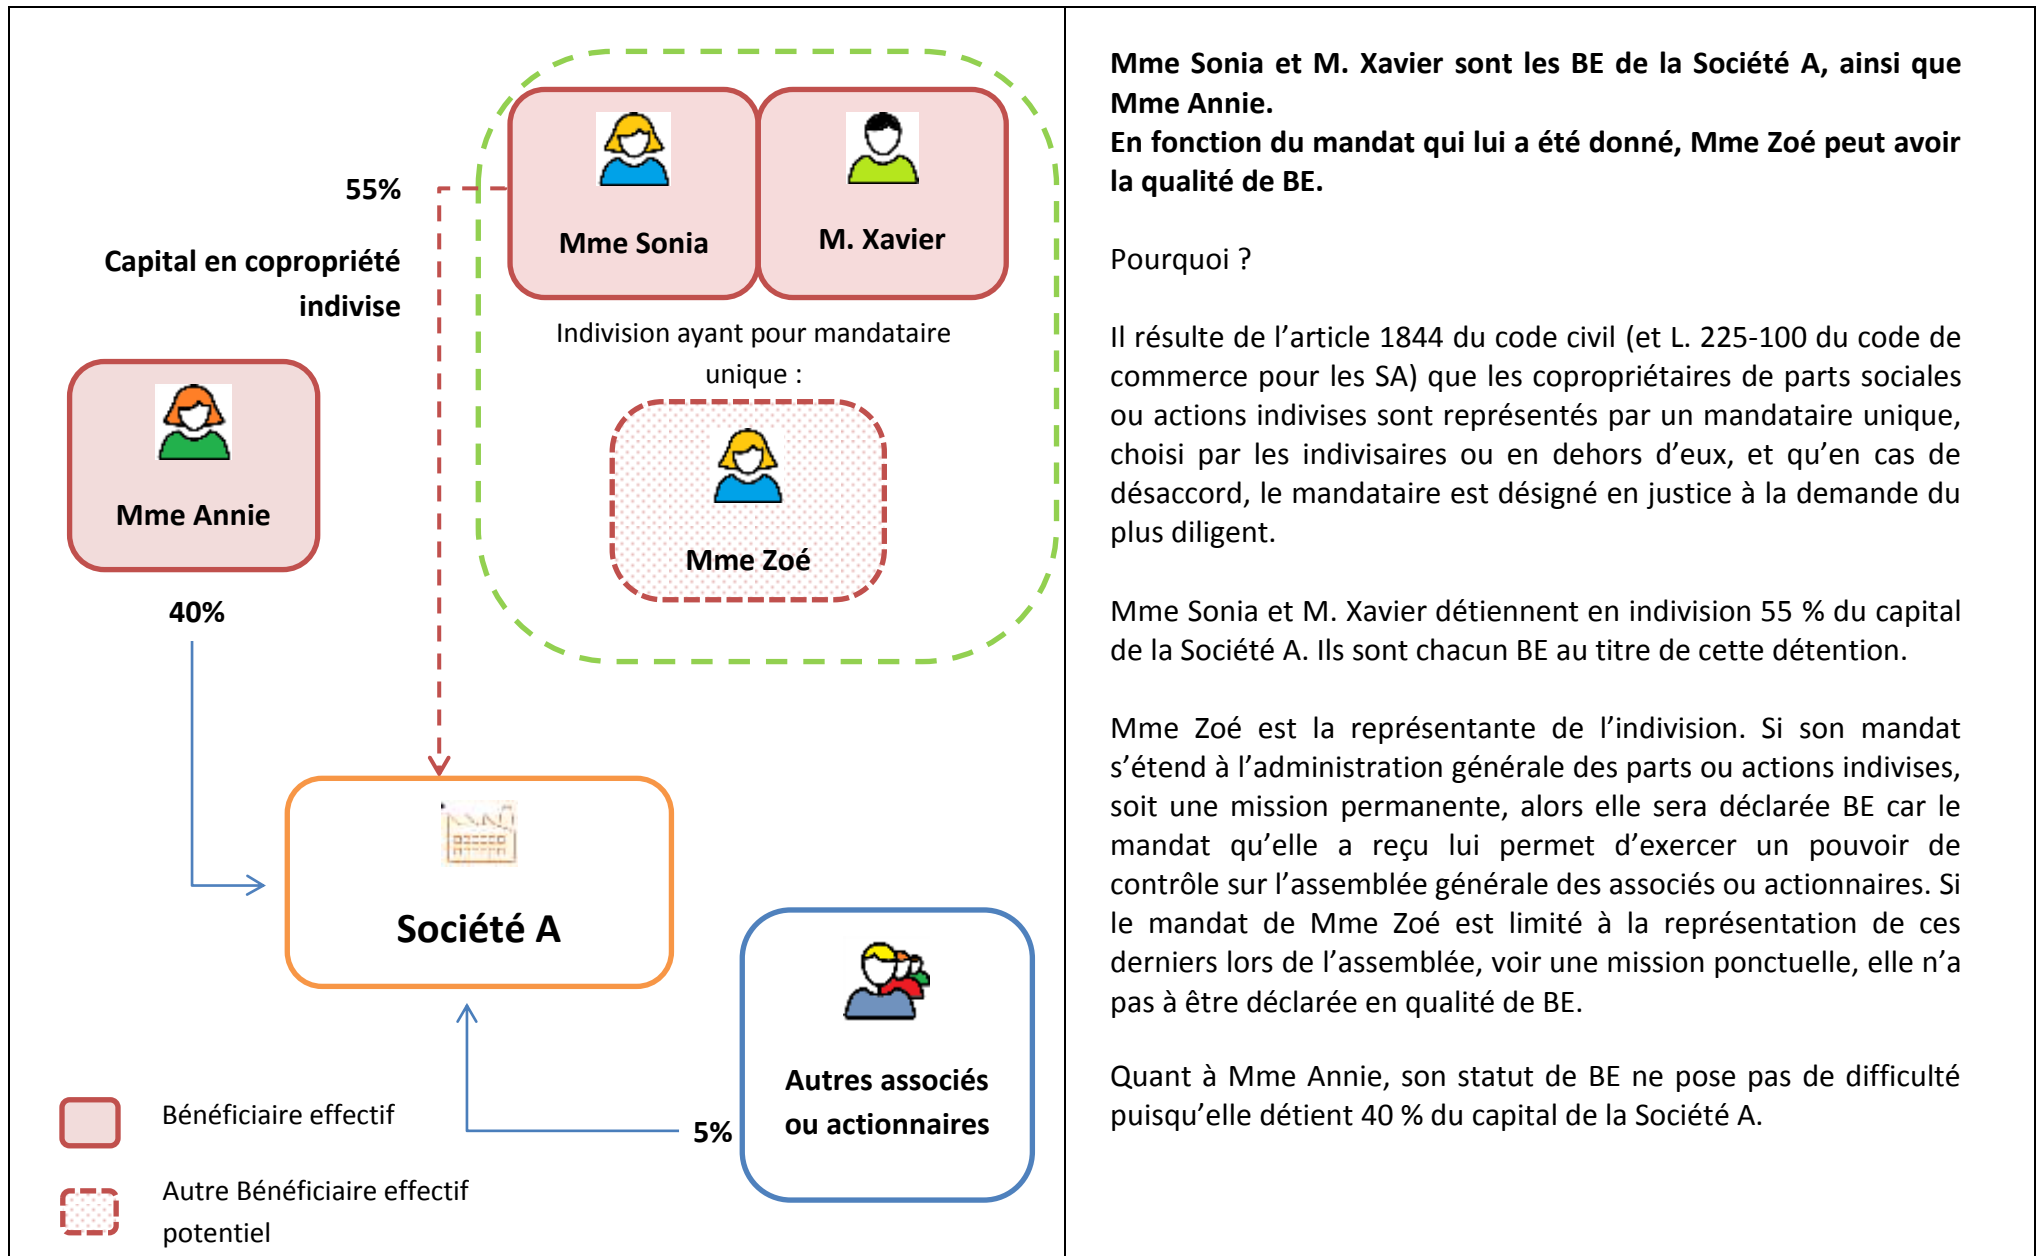 55%
Capital en copropriété
indivise
Mme Sonia
M. Xavier
Indivision ayant pour mandataire
unique :
Mme Zoé
Mme Annie
40%
Société A
Autres associés
ou actionnaires
5%
Bénéficiaire effectif
Autre Bénéficiaire effectif
potentiel
Mme Sonia et M. Xavier sont les BE de la Société A, ainsi que
Mme Annie.
En fonction du mandat qui lui a été donné, Mme Zoé peut avoir
la qualité de BE.
Pourquoi ?
Il résulte de l’article 1844 du code civil (et L. 225-100 du code de
commerce pour les SA) que les copropriétaires de parts sociales
ou actions indivises sont représentés par un mandataire unique,
choisi par les indivisaires ou en dehors d’eux, et qu’en cas de
désaccord, le mandataire est désigné en justice à la demande du
plus diligent.
Mme Sonia et M. Xavier détiennent en indivision 55 % du capital
de la Société A. Ils sont chacun BE au titre de cette détention.
Mme Zoé est la représentante de l’indivision. Si son mandat
s’étend à l’administration générale des parts ou actions indivises,
soit une mission permanente, alors elle sera déclarée BE car le
mandat qu’elle a reçu lui permet d’exercer un pouvoir de
contrôle sur l’assemblée générale des associés ou actionnaires. Si
le mandat de Mme Zoé est limité à la représentation de ces
derniers lors de l’assemblée, voir une mission ponctuelle, elle n’a
pas à être déclarée en qualité de BE.
Quant à Mme Annie, son statut de BE ne pose pas de difficulté
puisqu’elle détient 40 % du capital de la Société A.